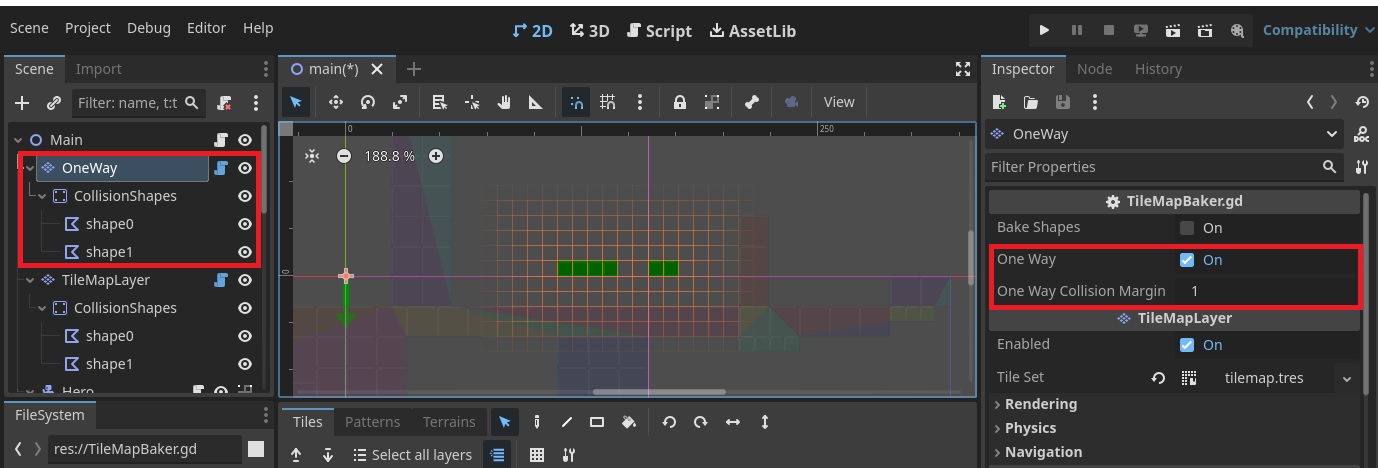 Scene Project Debug Editor Help 2D 3D Script AssetLib Compatibility
Scene Import
Filter: name, t:t
Main
OneWay
CollisionShapes
shape0
shape1
TileMapLayer
CollisionShapes
shape0
shape1
Hero
FileSystem
res://TileMapBaker.gd
main(*)
View
0 250
188.8 %
0
Tiles Patterns Terrains
Select all layers
Inspector Node History
OneWay
Filter Properties
TileMapBaker.gd
Bake Shapes On
One Way On
One Way Collision Margin 1
TileMapLayer
Enabled On
Tile Set tilemap.tres
Rendering
Physics
Navigation